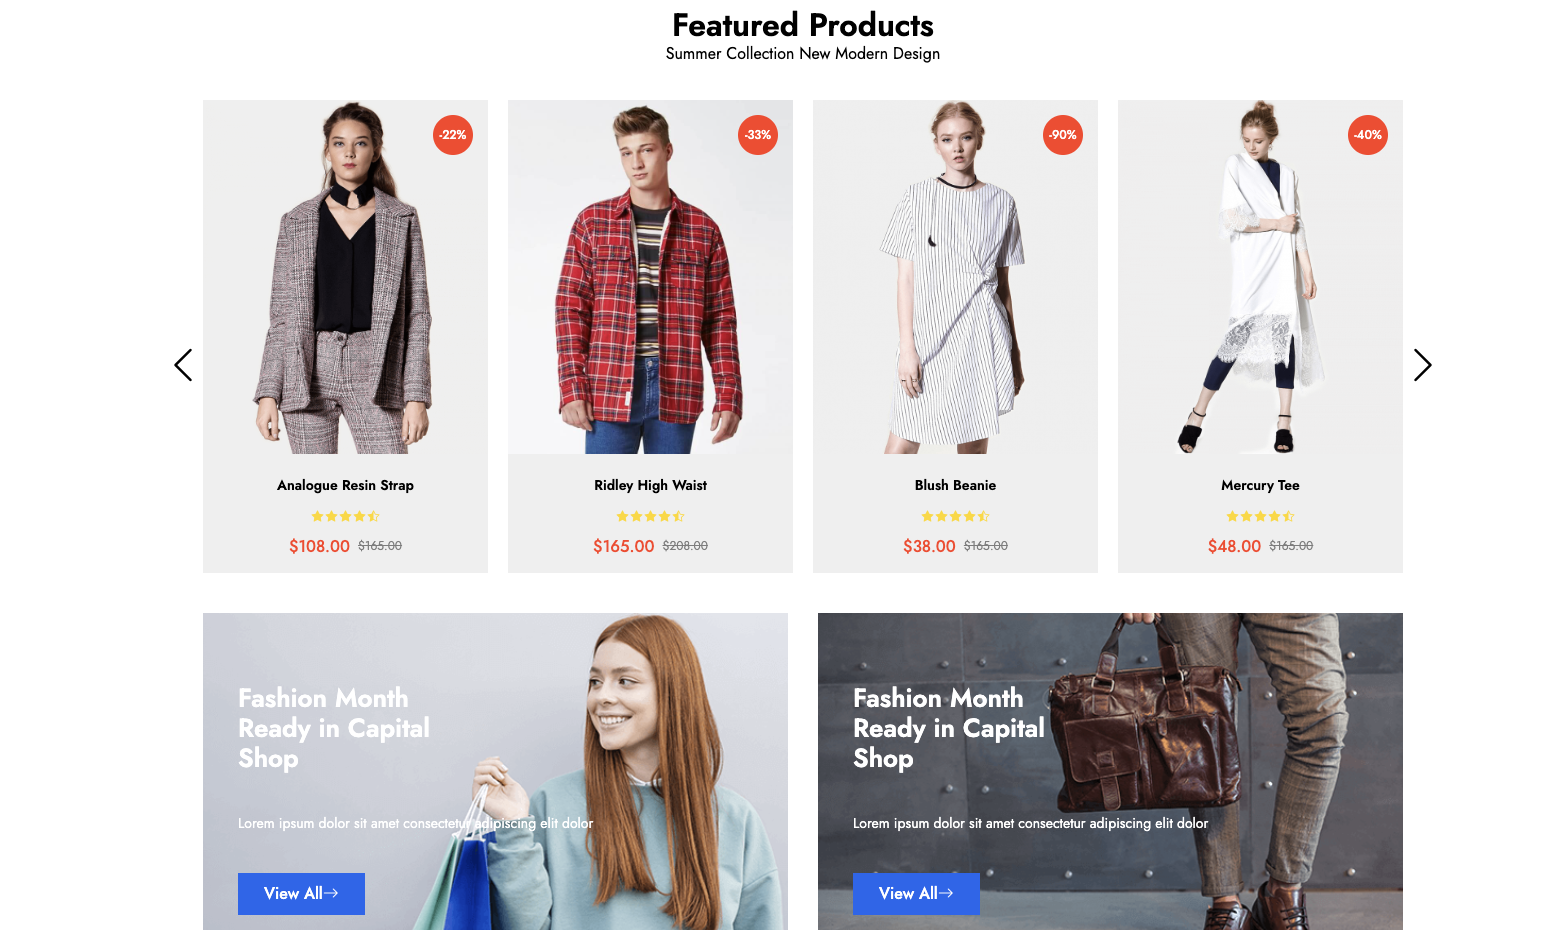 Featured Products
Summer Collection New Modern Design
-22%
-33%
-90%
-40%
Analogue Resin Strap
Ridley High Waist
Blush Beanie
Mercury Tee
$108.00 $165.00
$165.00 $208.00
$38.00 $165.00
$48.00 $165.00
Fashion Month
Ready in Capital
Shop
Lorem ipsum dolor sit amet consectetur adipiscing elit dolor
View All→
Fashion Month
Ready in Capital
Shop
Lorem ipsum dolor sit amet consectetur adipiscing elit dolor
View All→